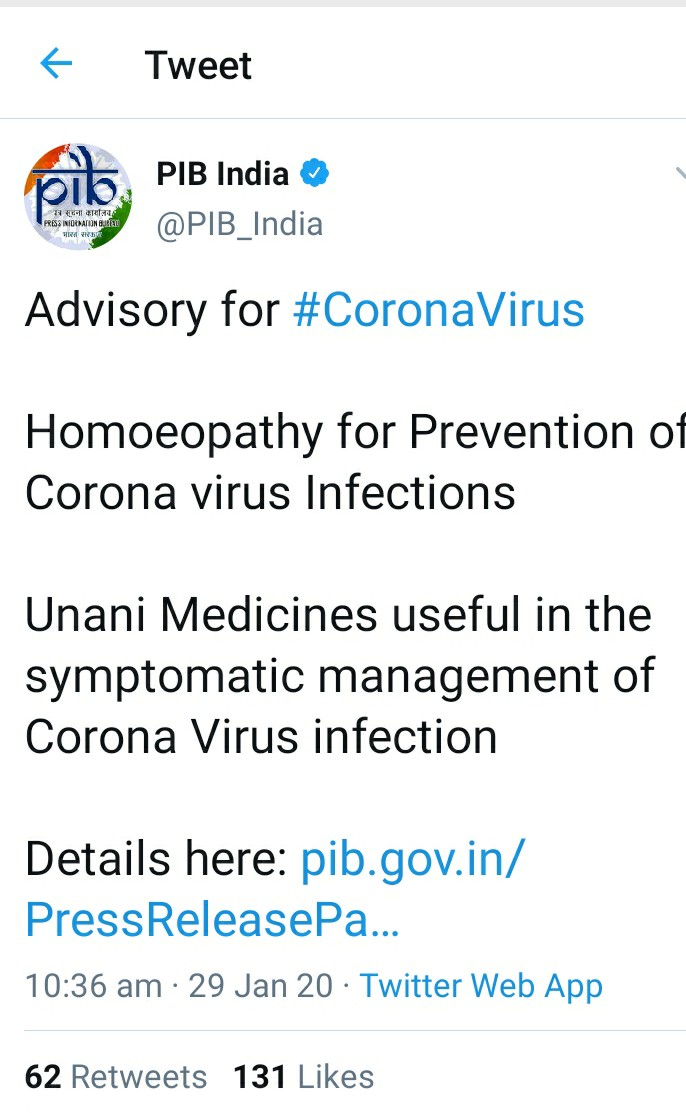 Tweet
pib
पत्र सूचना कार्यालय
PRESS INFORMATION BUREAU
भारत सरकार
PIB India
@PIB_India
Advisory for #CoronaVirus
Homoeopathy for Prevention of
Corona virus Infections
Unani Medicines useful in the
symptomatic management of
Corona Virus infection
Details here: pib.gov.in/
PressReleasePa...
10:36 am · 29 Jan 20 · Twitter Web App
62 Retweets 131 Likes